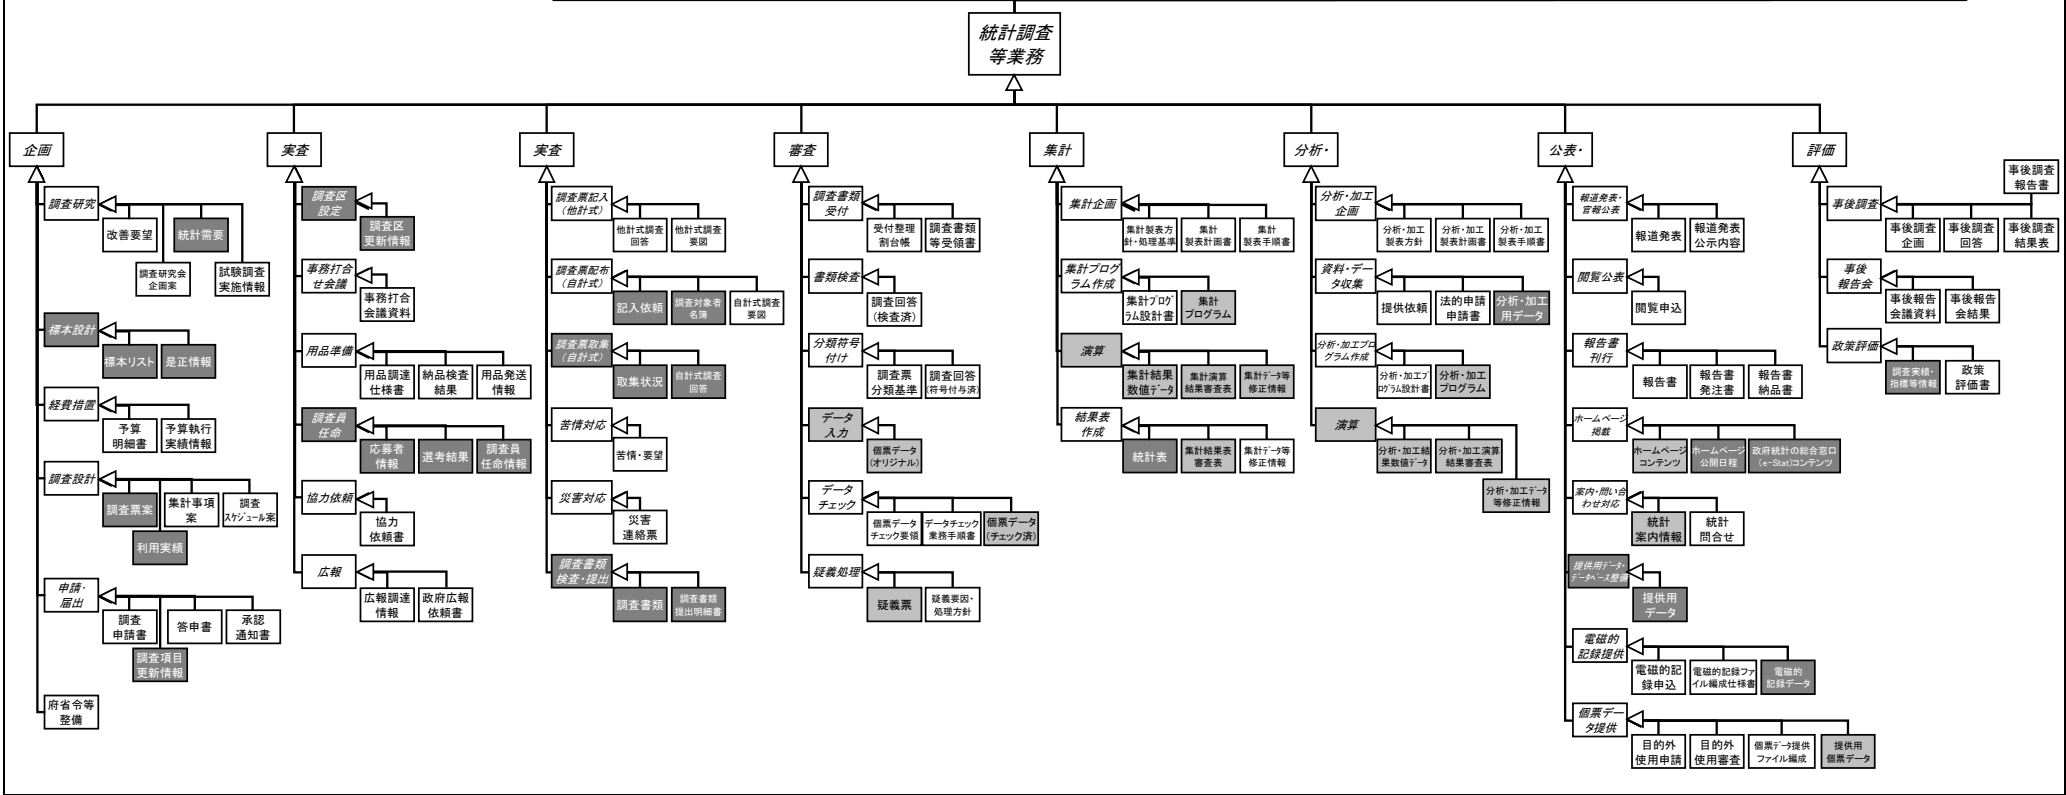 統計調査
等業務
企画
調査研究
改善要望
統計需要
調査研究会
企画案
試験調査
実施情報
標本設計
標本リスト
是正情報
経費措置
予算
明細書
予算執行
実績情報
調査設計
調査票案
集計事項
案
調査
スケジュール案
利用実績
申請・
届出
調査
申請書
答申書
承認
通知書
調査項目
更新情報
府省令等
整備
実査
調査区
設定
調査区
更新情報
事務打合
せ会議
事務打合
会議資料
用品準備
用品調達
仕様書
納品検査
結果
用品発送
情報
調査員
任命
応募者
情報
選考結果
調査員
任命情報
協力依頼
協力
依頼書
広報
広報調達
情報
政府広報
依頼書
実査
調査票記入
(他計式)
他計式調査
回答
他計式調査
要図
調査票配布
(自計式)
記入依頼
調査対象者
名簿
自計式調査
要図
調査票取集
(自計式)
取集状況
自計式調査
回答
苦情対応
苦情・要望
災害対応
災害
連絡票
調査書類
検査・提出
調査書類
調査書類
提出明細書
審査
調査書類
受付
受付整理
割台帳
調査書類
等受領書
書類検査
調査回答
(検査済)
分類符号
付け
調査票
分類基準
調査回答
(符号付与済)
データ
入力
個票データ
(オリジナル)
データ
チェック
個票データ
チェック要領
データチェック
業務手順書
個票データ
(チェック済)
疑義処理
疑義票
疑義要因・
処理方針
集計
集計企画
集計製表方
針・処理基準
集計
製表計画書
集計
製表手順書
集計プログ
ラム作成
集計プログ
ラム設計書
集計
プログラム
演算
集計結果
数値データ
集計演算
結果審査表
集計データ等
修正情報
結果表
作成
統計表
集計結果表
審査表
集計データ等
修正情報
分析・
分析・加工
企画
分析・加工
製表方針
分析・加工
製表計画書
分析・加工
製表手順書
資料・デー
タ収集
提供依頼
法的申請
申請書
分析・加工
用データ
分析・加工プロ
グラム作成
分析・加工プ
ログラム設計書
分析・加工
プログラム
演算
分析・加工結
果数値データ
分析・加工演算
結果審査表
分析・加工データ
等修正情報
公表・
報道発表・
官報公表
報道発表
報道発表
公示内容
閲覧公表
閲覧申込
報告書
刊行
報告書
報告書
発注書
報告書
納品書
ホームページ
掲載
ホームページ
コンテンツ
ホームページ
公開日程
政府統計の総合窓口
(e-Stat)コンテンツ
案内・問い合
わせ対応
統計
案内情報
統計
問合せ
提供用データ・
データベース整備
提供用
データ
電磁的
記録提供
電磁的記
録申込
電磁的記録ファ
イル編成仕様書
電磁的
記録データ
個票デー
タ提供
目的外
使用申請
目的外
使用審査
個票データ提供
ファイル編成
提供用
個票データ
評価
事後調査
事後調査
報告書
事後調査
企画
事後調査
回答
事後調査
結果表
事後
報告会
事後報告
会議資料
事後報告
会結果
政策評価
調査実績・
指標等情報
政策
評価書